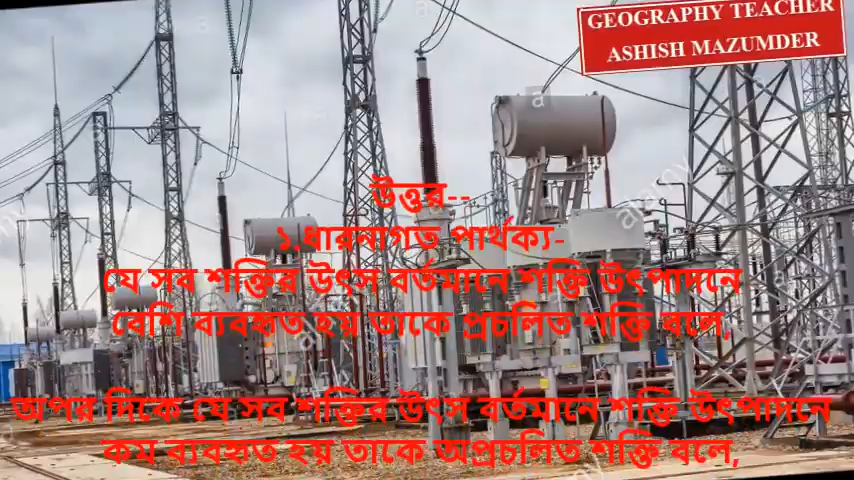 GEOGRAPHY TEACHER
ASHISH MAZUMDER
উত্তর--
১.ধারনাগত পার্থক্য-
যে সব শক্তির উৎস বর্তমানে শক্তি উৎপাদনে
বেশি ব্যবহৃত হয় তাকে প্রচলিত শক্তি বলে,
অপর দিকে যে সব শক্তির উৎস বর্তমানে শক্তি উৎপাদনে
কম ব্যবহৃত হয় তাকে অপ্রচলিত শক্তি বলে,
alamy